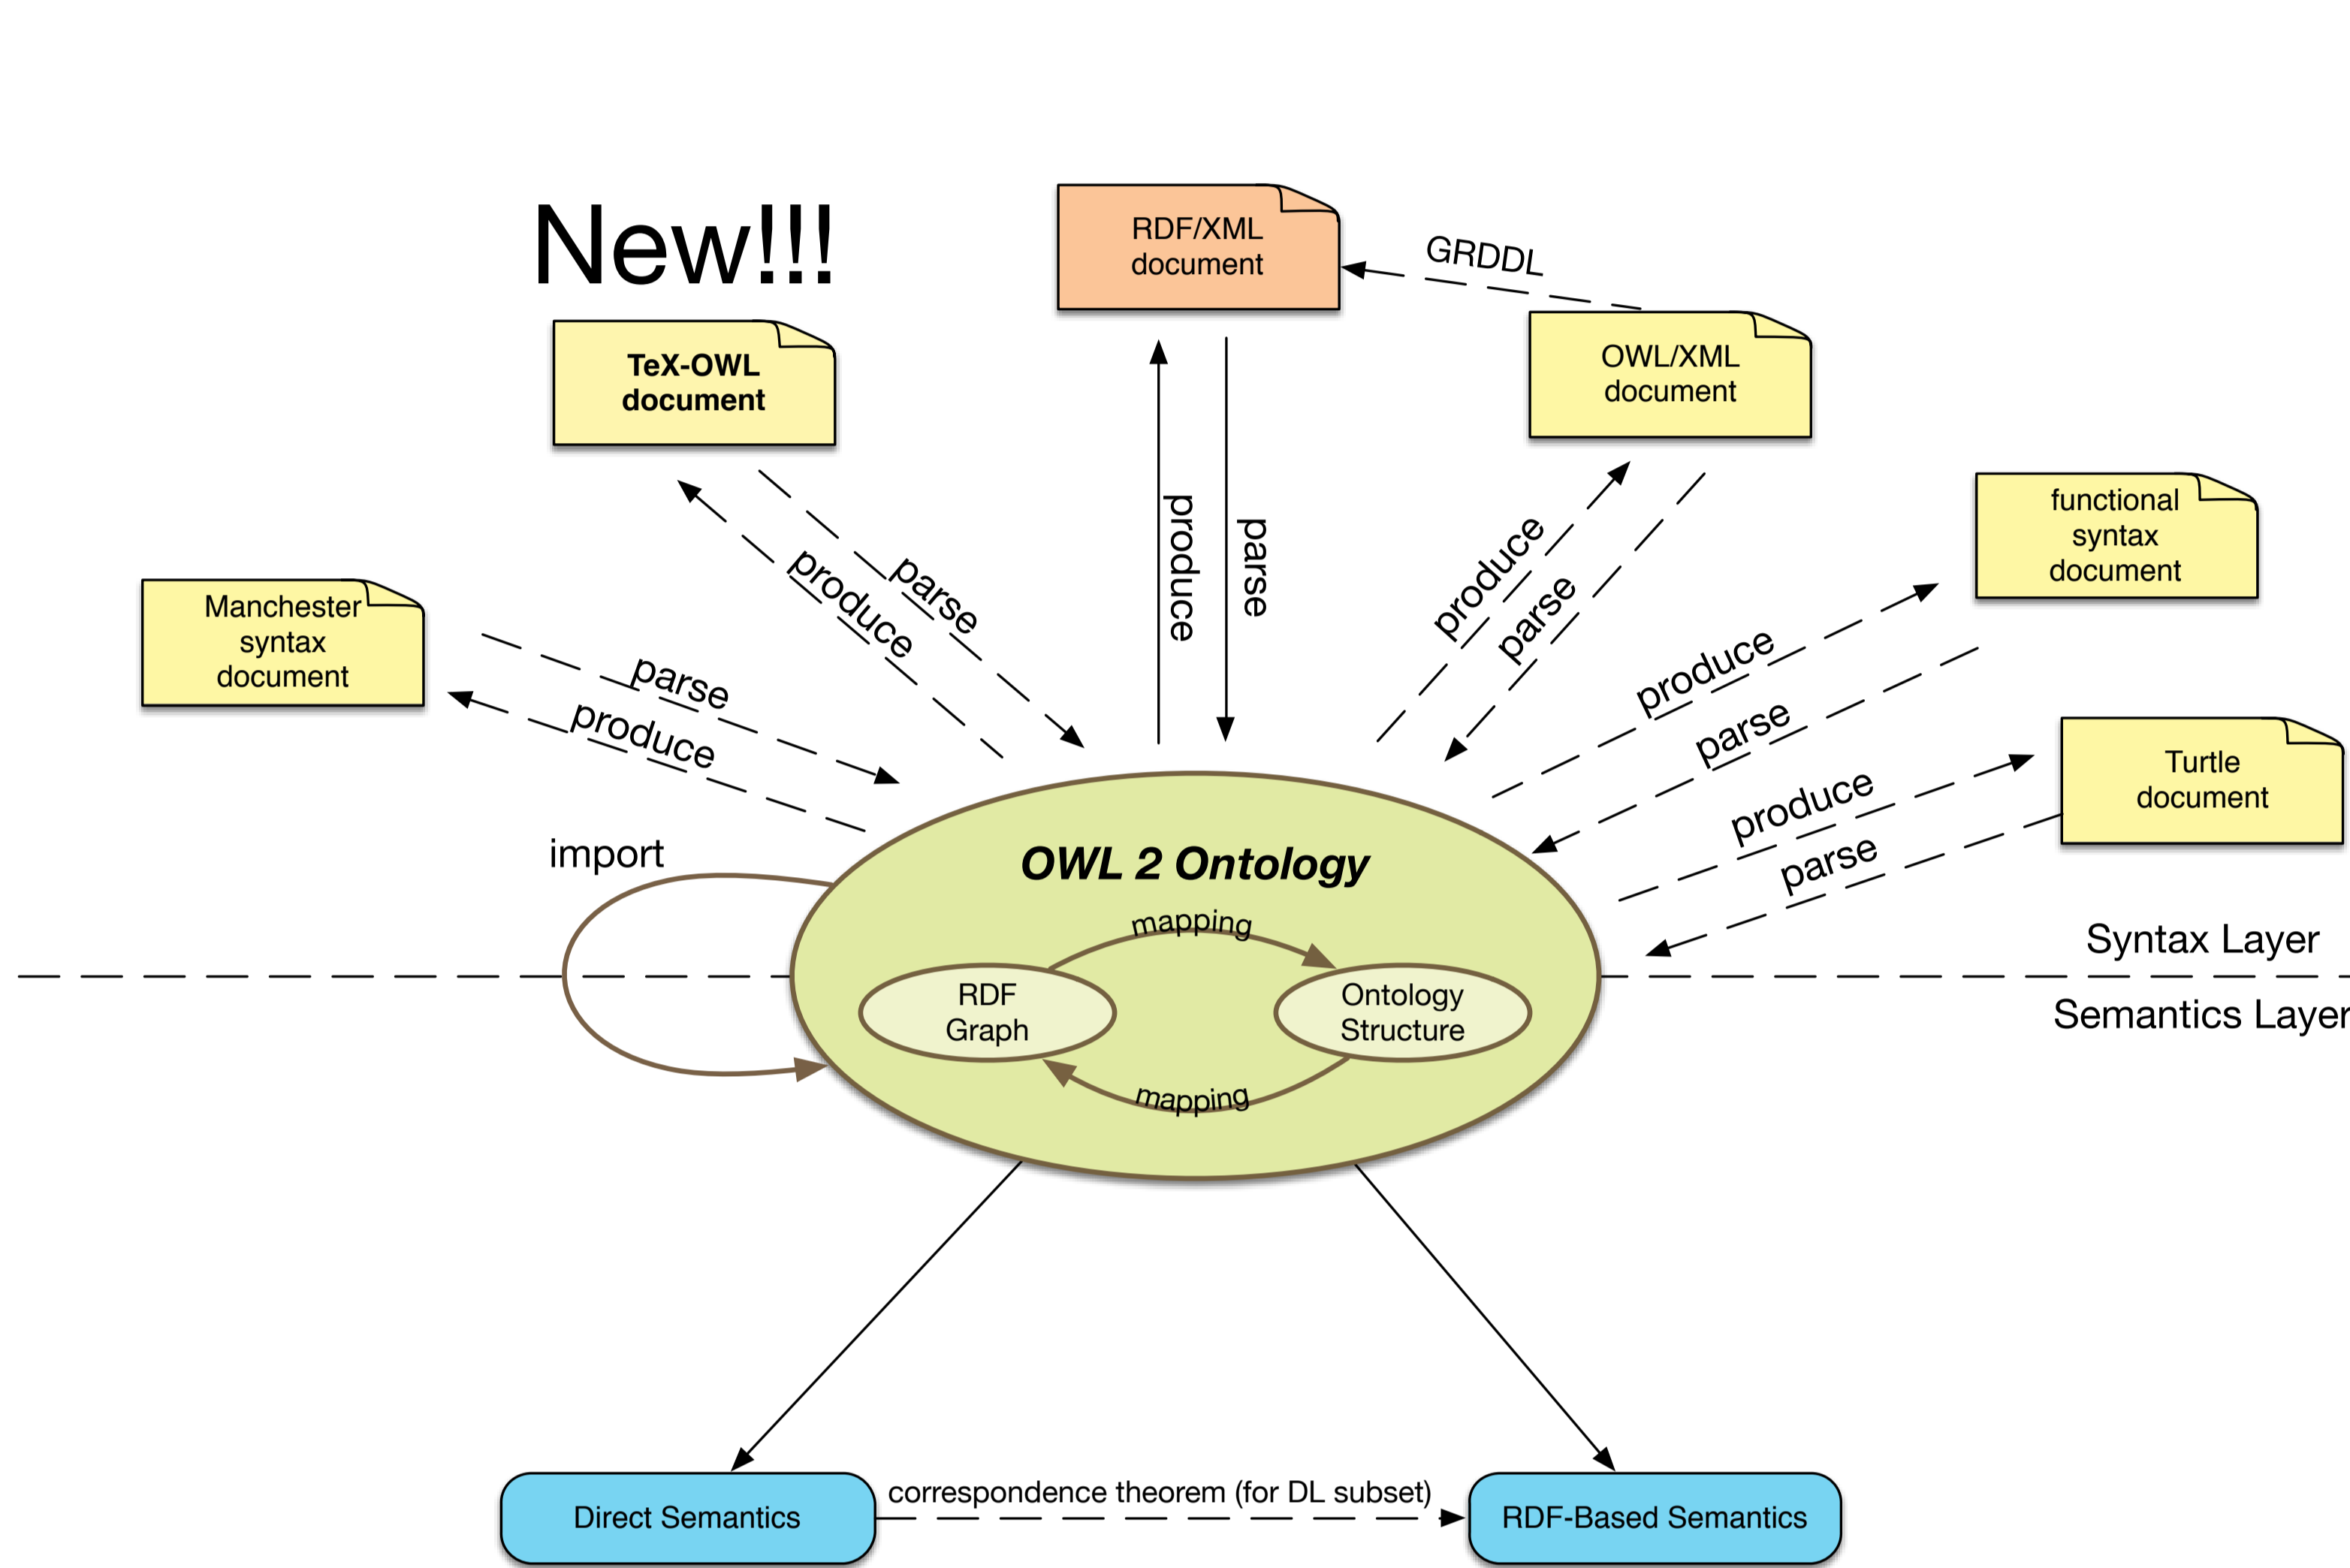 New!!!
RDF/XML
document
GRDDL
TeX-OWL
document
OWL/XML
document
functional
syntax
document
Manchester
syntax
document
Turtle
document
parse
produce
parse
produce
produce
parse
produce
parse
produce
parse
produce
parse
import
OWL 2 Ontology
mapping
RDF
Graph
Ontology
Structure
mapping
Syntax Layer
Semantics Layer
Direct Semantics
correspondence theorem (for DL subset)
RDF-Based Semantics